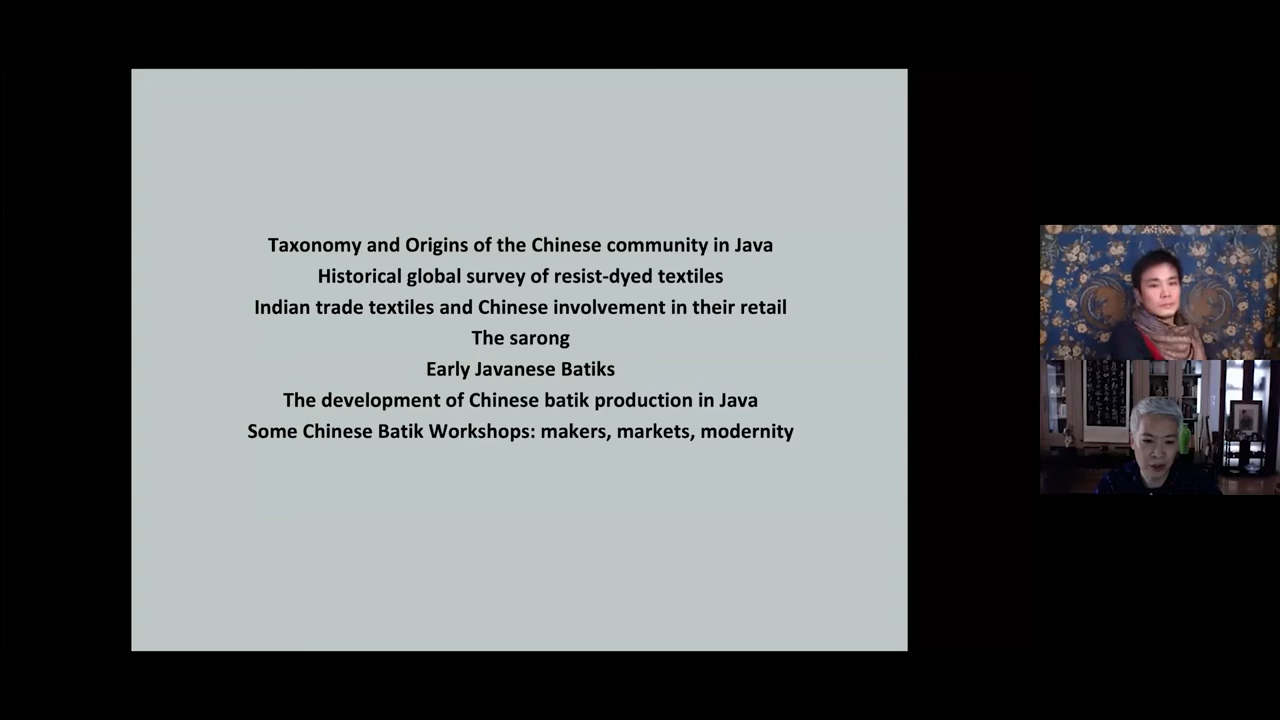 Taxonomy and Origins of the Chinese community in Java
Historical global survey of resist-dyed textiles
Indian trade textiles and Chinese involvement in their retail
The sarong
Early Javanese Batiks
The development of Chinese batik production in Java
Some Chinese Batik Workshops: makers, markets, modernity